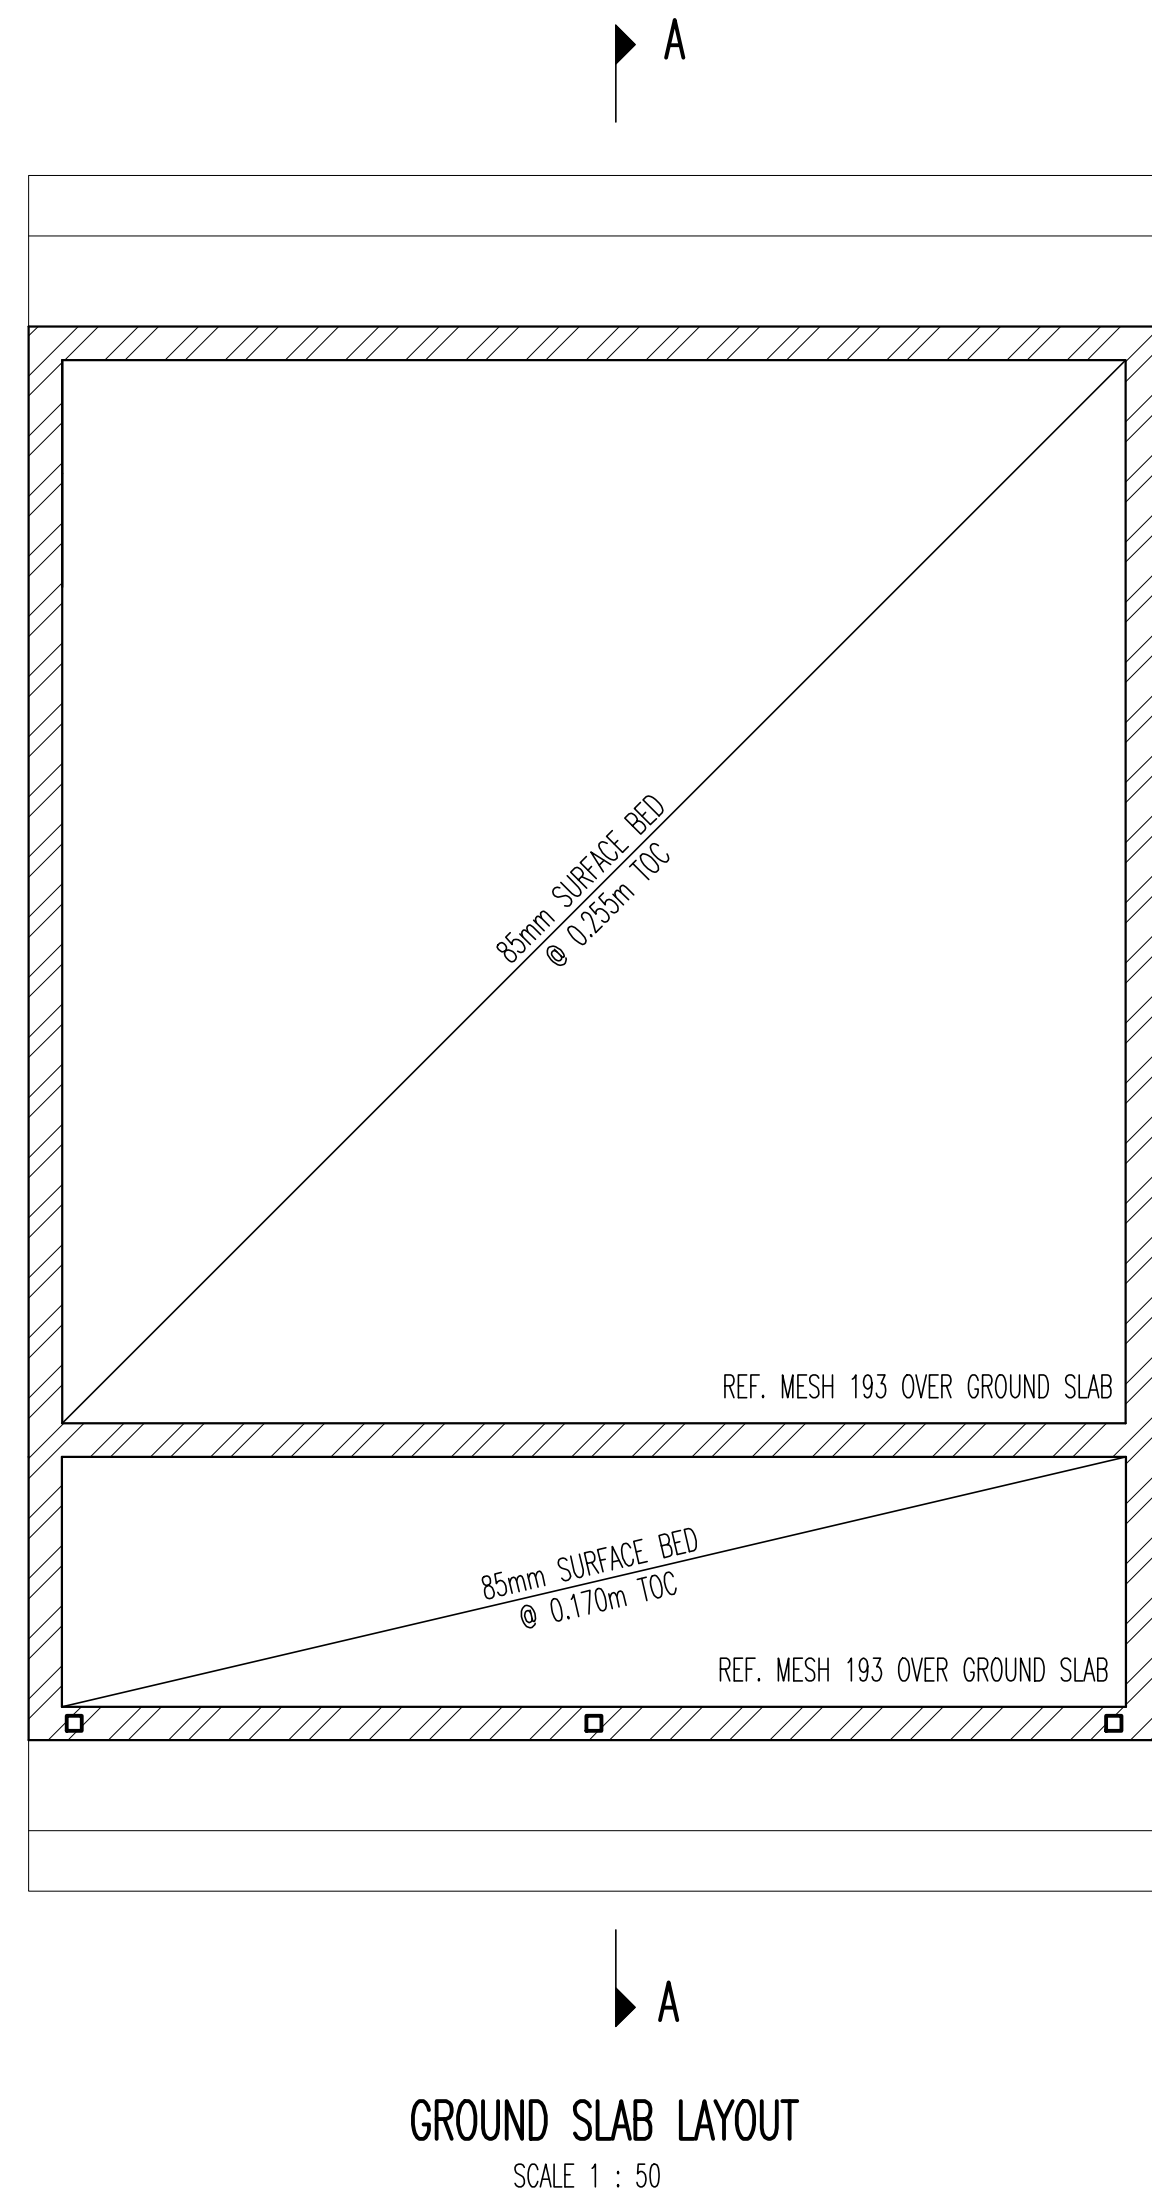 A
85mm SURFACE BED
@ 0.255m TOC
REF. MESH 193 OVER GROUND SLAB
85mm SURFACE BED
@ 0.170m TOC
REF. MESH 193 OVER GROUND SLAB
A
GROUND SLAB LAYOUT
SCALE 1 : 50